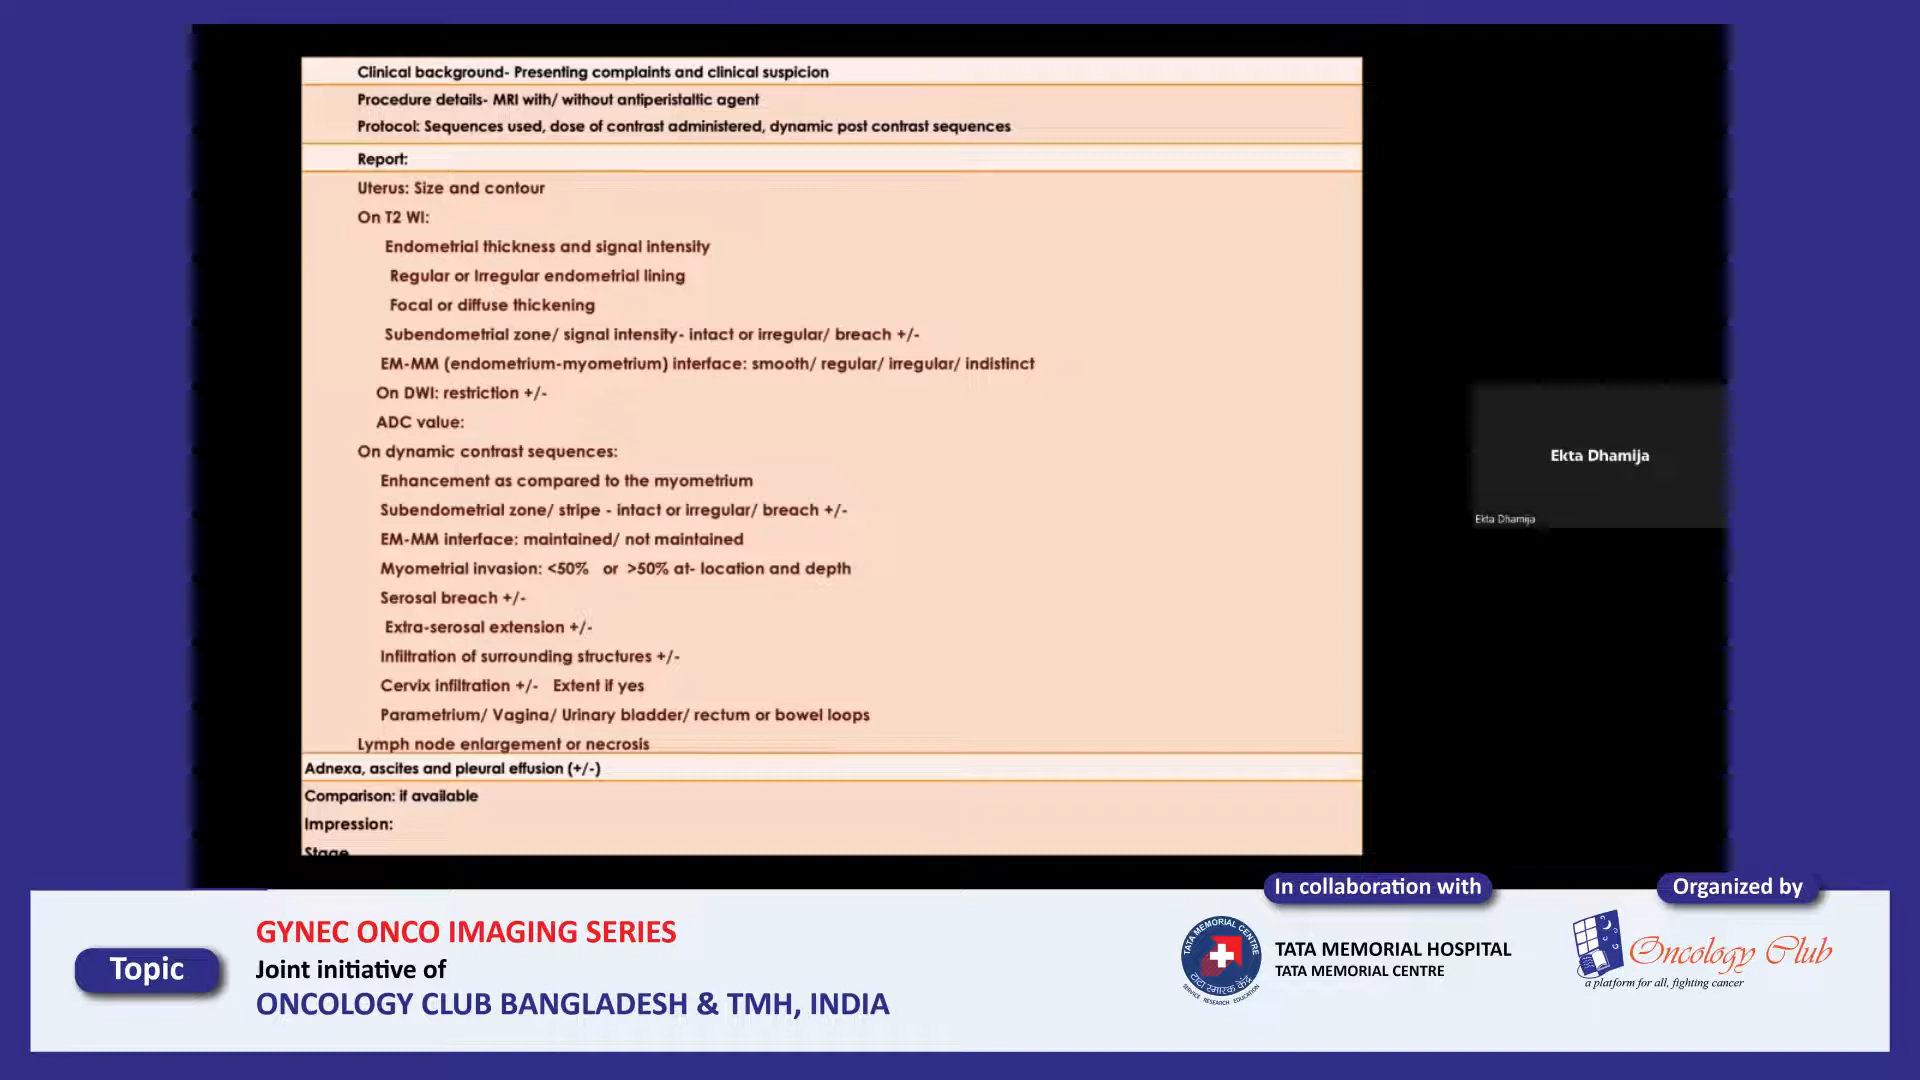 Clinical background- Presenting complaints and clinical suspicion
Procedure details- MRI with/ without antiperistaltic agent
Protocol: Sequences used, dose of contrast administered, dynamic post contrast sequences
Report:
Uterus: Size and contour
On T2 WI:
Endometrial thickness and signal intensity
Regular or Irregular endometrial lining
Focal or diffuse thickening
Subendometrial zone/ signal intensity- intact or irregular/ breach +/-
EM-MM (endometrium-myometrium) interface: smooth/ regular/ irregular/ indistinct
On DWI: restriction +/-
ADC value:
On dynamic contrast sequences:
Enhancement as compared to the myometrium
Subendometrial zone/ stripe - intact or irregular/ breach +/-
EM-MM interface: maintained/ not maintained
Myometrial invasion: <50% or >50% at- location and depth
Serosal breach +/-
Extra-serosal extension +/-
Infiltration of surrounding structures +/-
Cervix infiltration +/- Extent if yes
Parametrium/ Vagina/ Urinary bladder/ rectum or bowel loops
Lymph node enlargement or necrosis
Adnexa, ascites and pleural effusion (+/-)
Comparison: if available
Impression:
Stage
Ekta Dhamija
Ekta Dhamija
Topic
GYNEC ONCO IMAGING SERIES
Joint initiative of
ONCOLOGY CLUB BANGLADESH & TMH, INDIA
In collaboration with
TATA MEMORIAL CENTRE
टाटा स्मारक केंद्र
SERVICE RESEARCH EDUCATION
TATA MEMORIAL HOSPITAL
TATA MEMORIAL CENTRE
Organized by
Oncology Club
a platform for all, fighting cancer